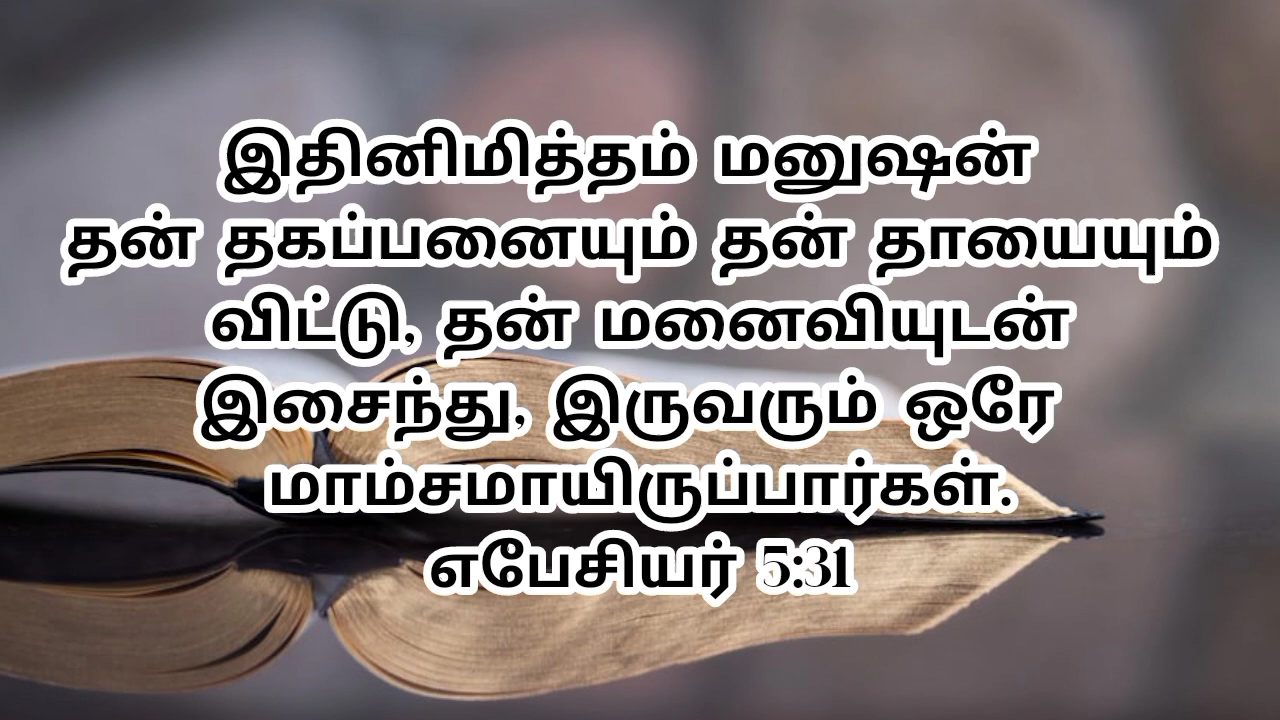 இதினிமித்தம் மனுஷன்
தன் தகப்பனையும் தன் தாயையும்
விட்டு, தன் மனைவியுடன்
இசைந்து, இருவரும் ஒரே
மாம்சமாயிருப்பார்கள்.
எபேசியர் 5:31